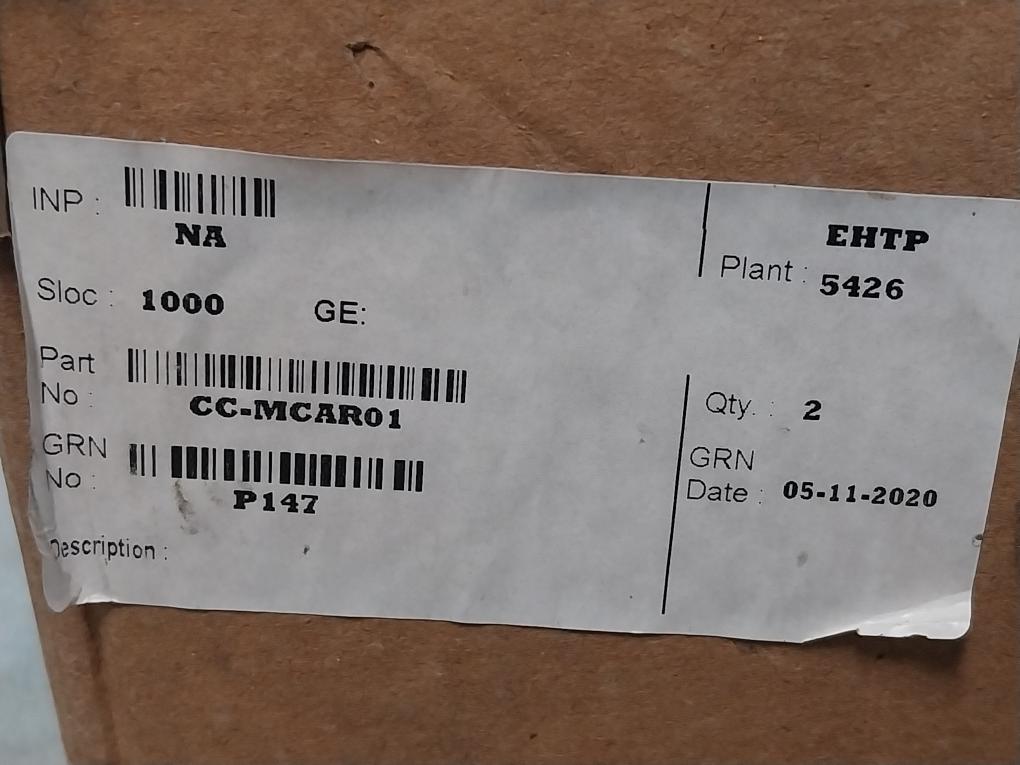 INP :
NA
EHTP
Plant : 5426
Sloc : 1000 GE:
Part
No :
CC-MCAR01
Qty. : 2
GRN
No :
P147
GRN
Date : 05-11-2020
Description :